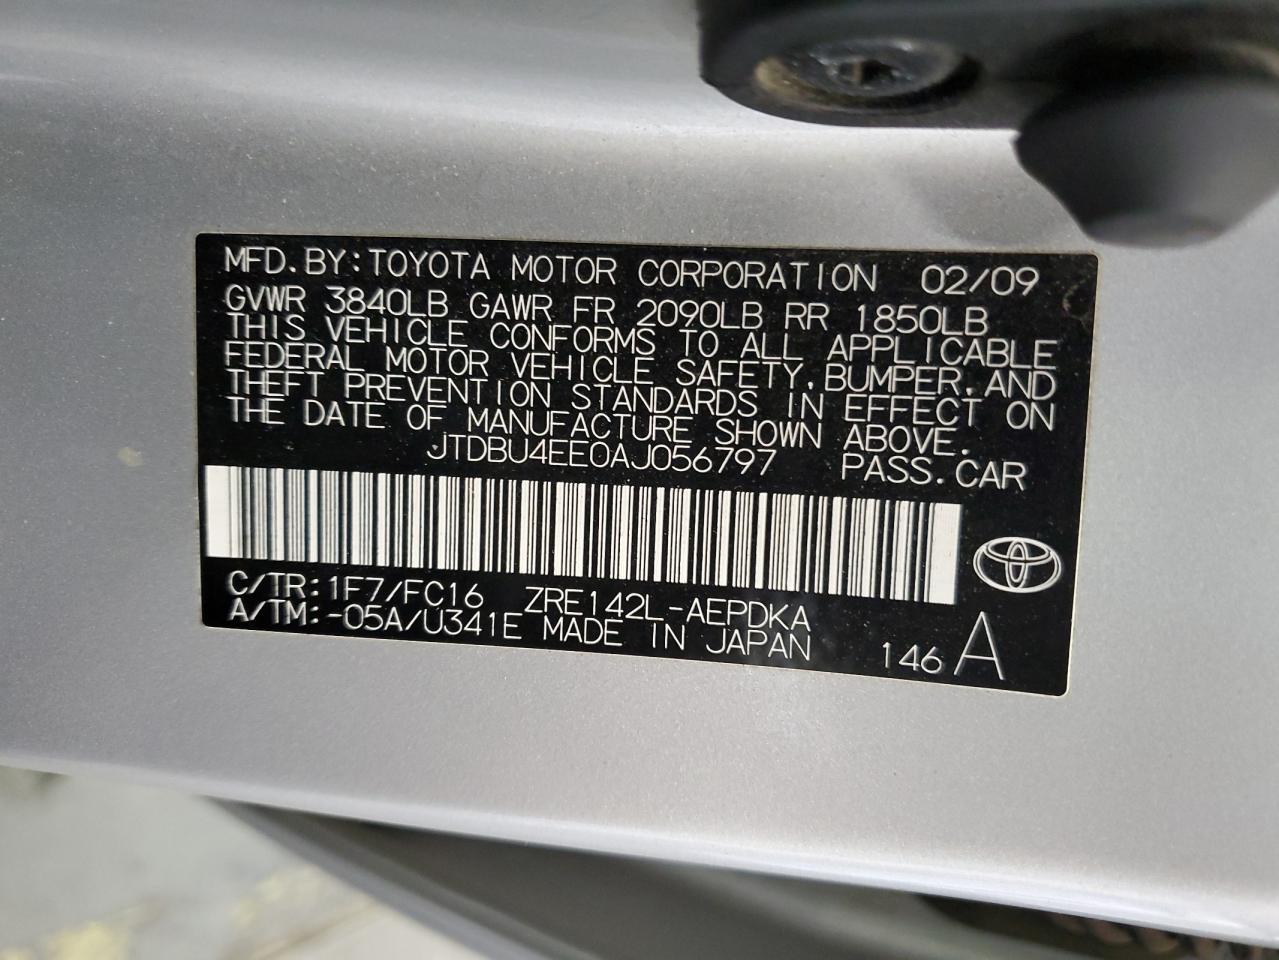 MFD.BY:TOYOTA MOTOR CORPORATION 02/09
GVWR 3840LB GAWR FR 2090LB RR 1850LB
THIS VEHICLE CONFORMS TO ALL APPLICABLE
FEDERAL MOTOR VEHICLE SAFETY,BUMPER,AND
THEFT PREVENTION STANDARDS IN EFFECT ON
THE DATE OF MANUFACTURE SHOWN ABOVE.
JTDBU4EE0AJ056797 PASS.CAR
C/TR:1F7/FC16 ZRE142L-AEPDKA
A/TM:-05A/U341E MADE IN JAPAN 146 A